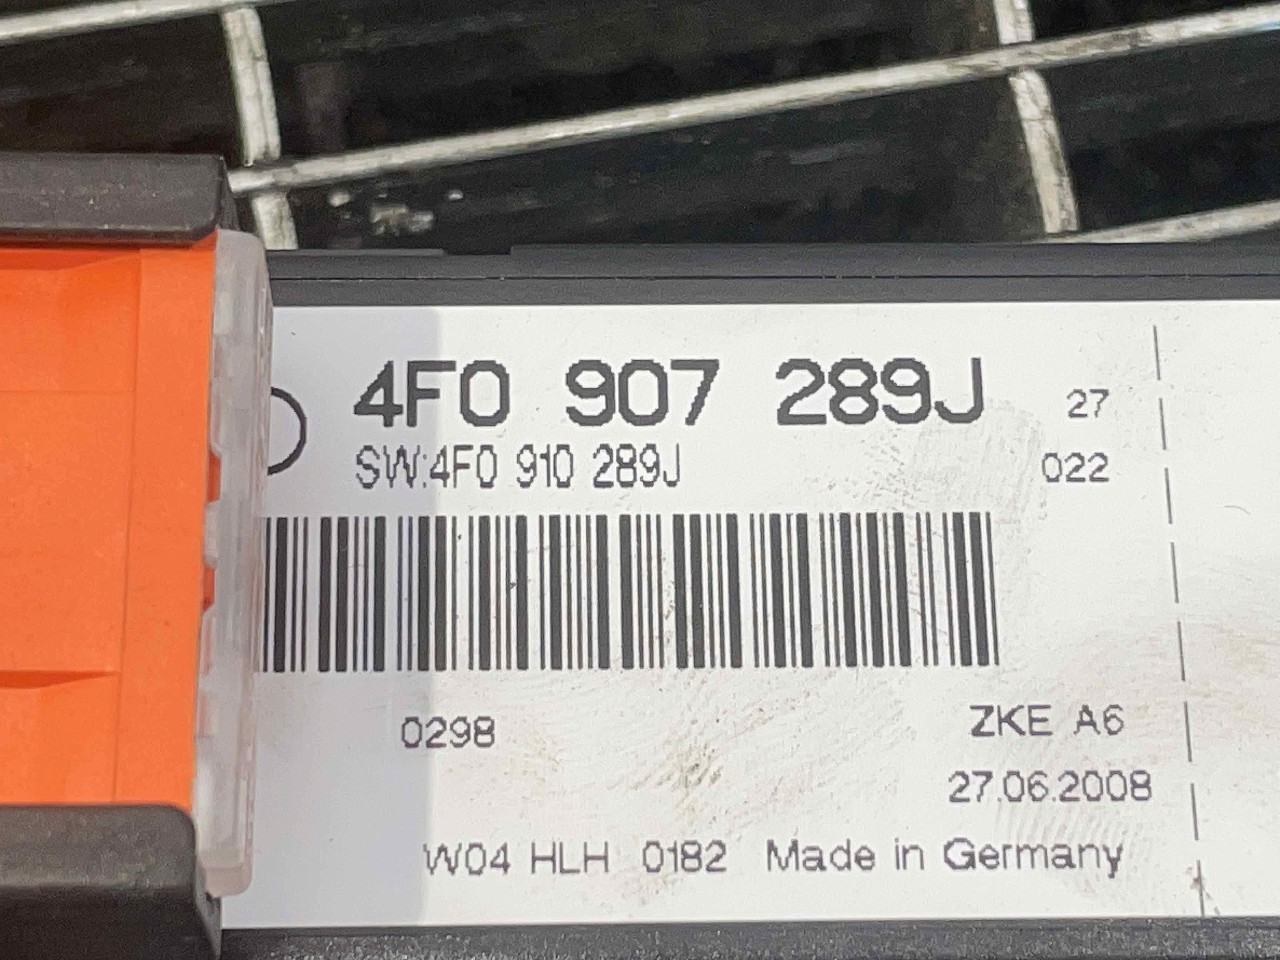 4F0 907 289J 27
SW:4F0 910 289J 022
0298 ZKE A6
27.06.2008
W04 HLH 0182 Made in Germany